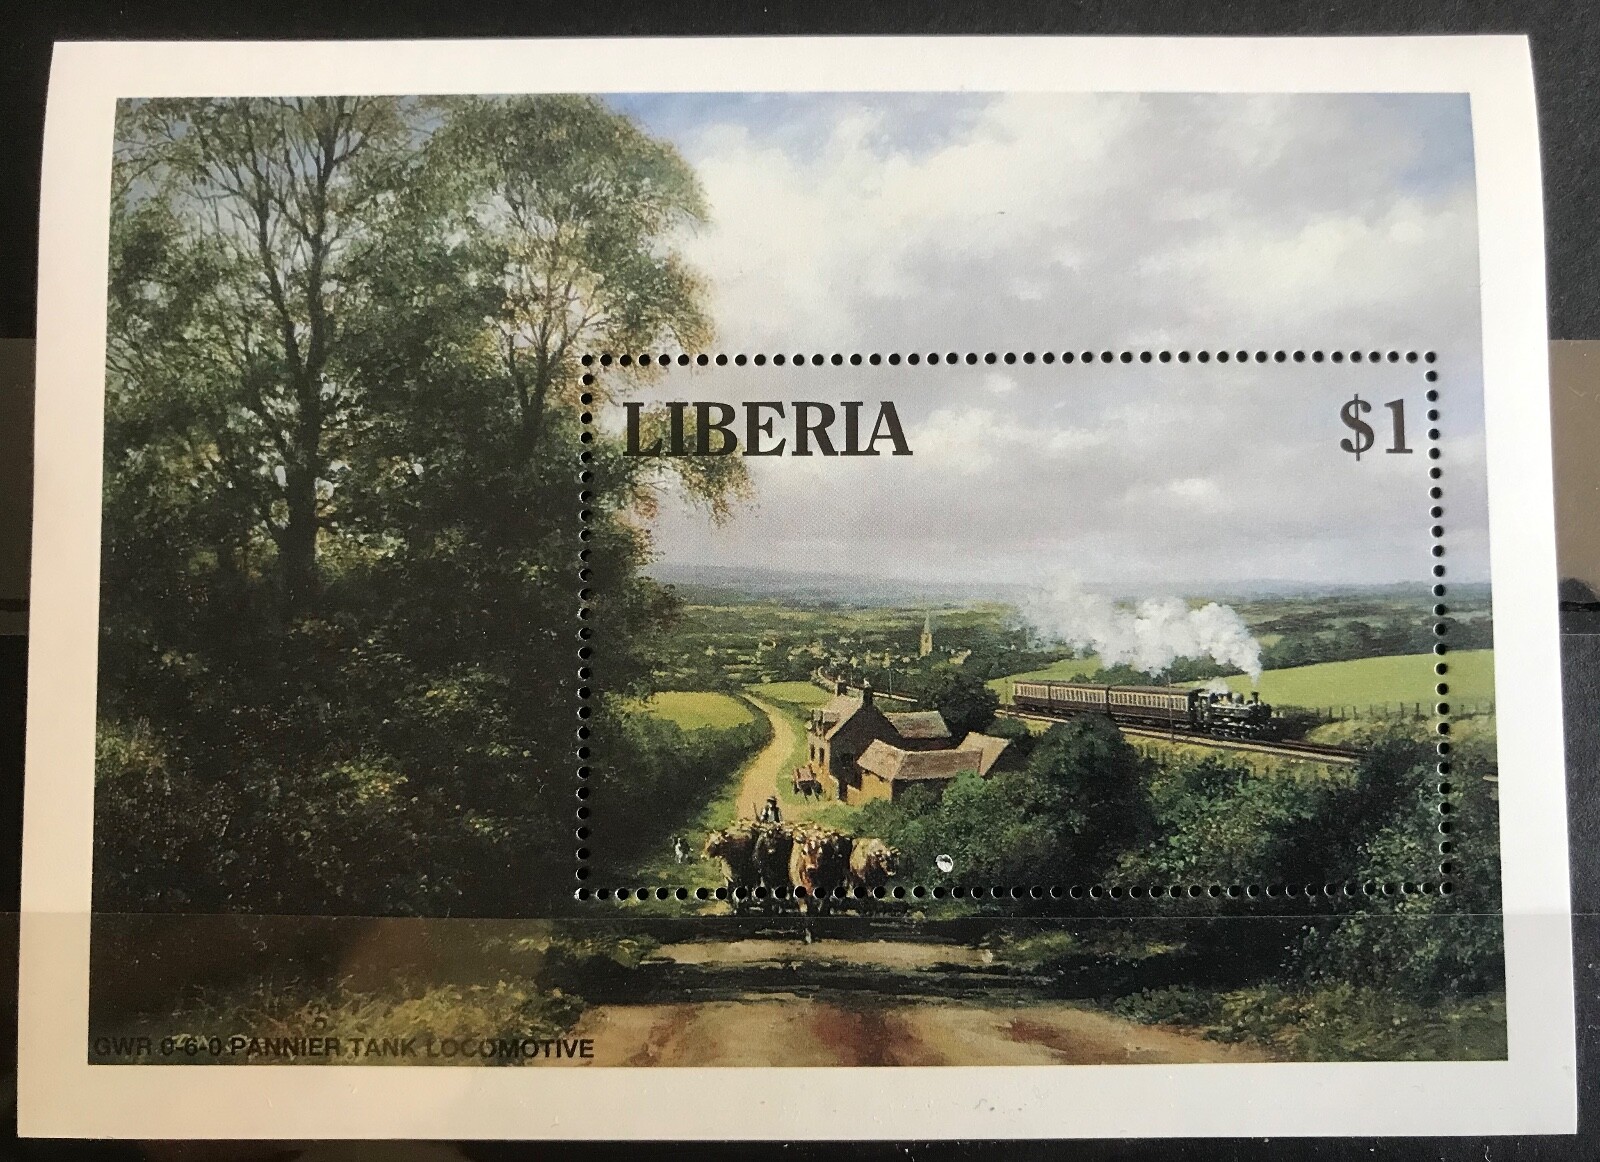 LIBERIA $1
GWR 0-6-0 PANNIER TANK LOCOMOTIVE